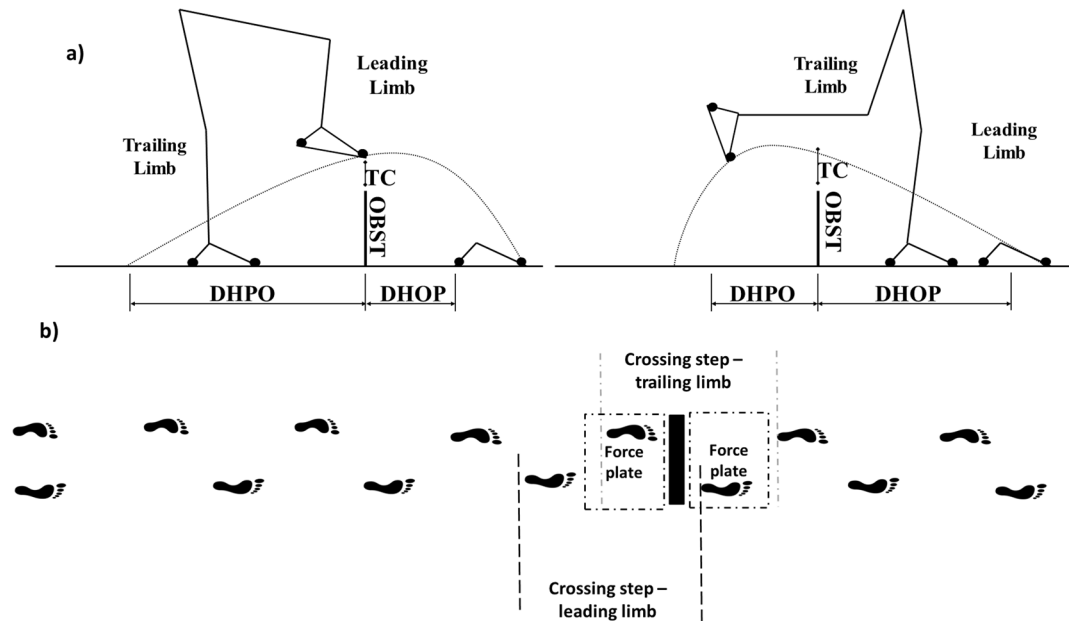 a)
Leading
Limb
Trailing
Limb
TC
OBST
DHPO
DHOP
Trailing
Limb
Leading
Limb
TC
OBST
DHPO
DHOP
b)
Crossing step –
trailing limb
Force
plate
Force
plate
Crossing step –
leading limb